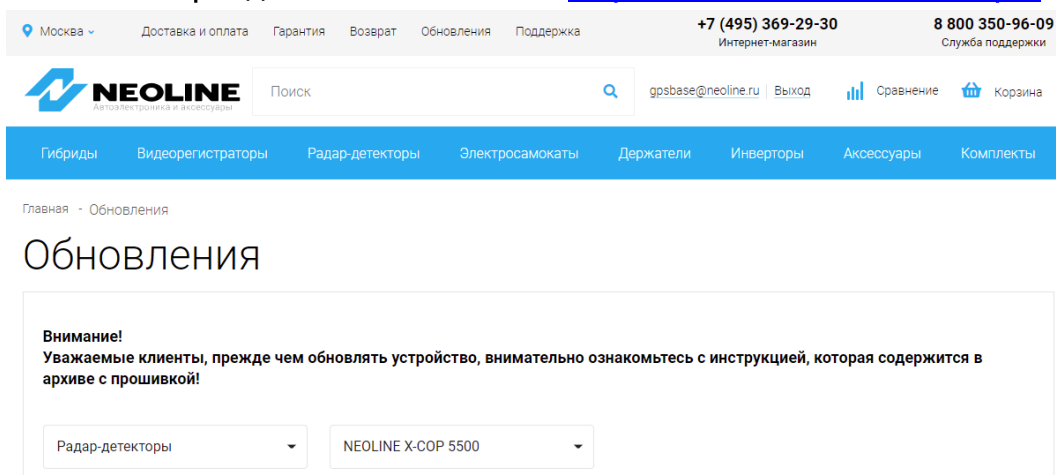 Москва
Доставка и оплата
Гарантия
Возврат
Обновления
Поддержка
+7 (495) 369-29-30
Интернет-магазин
8 800 350-96-09
Служба поддержки
NEOLINE
Автоэлектроника и аксессуары
Поиск
gpsbase@neoline.ru
Выход
Сравнение
Корзина
Гибриды
Видеорегистраторы
Радар-детекторы
Электросамокаты
Держатели
Инверторы
Аксессуары
Комплекты
Главная - Обновления
Обновления
Внимание!
Уважаемые клиенты, прежде чем обновлять устройство, внимательно ознакомьтесь с инструкцией, которая содержится в
архиве с прошивкой!
Радар-детекторы
NEOLINE X-COP 5500